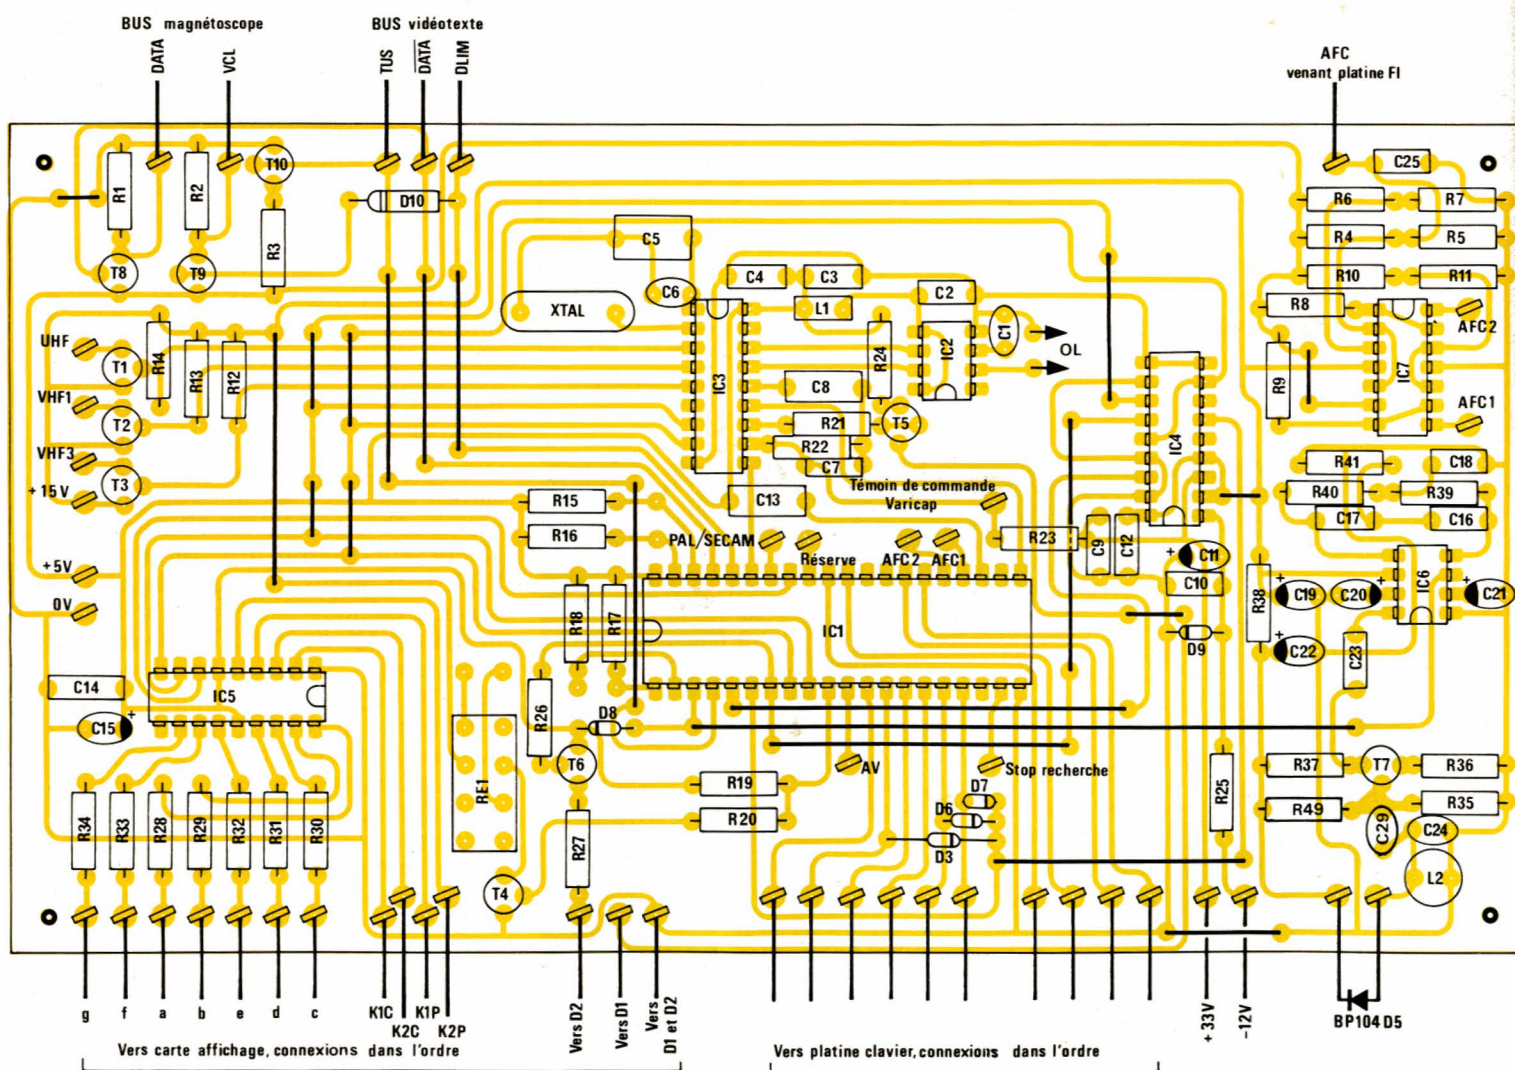 BUS magnétoscope
BUS vidéotexte
DATA
VCL
TUS
DATA
DLIM
AFC
venant platine FI
R1
R2
T10
D10
R3
T8
T9
C25
R6
R7
R4
R5
R10
R11
R8
AFC2
C5
C4
C3
C6
L1
C2
XTAL
C1
OL
UHF
R14
T1
R13
R12
IC3
R24
IC2
C8
IC4
R9
IC7
VHF1
T2
R21
T5
AFC1
R22
VHF3
T3
C7
R41
C18
+15V
R15
C13
Témoin de commande
Varicap
R40
R39
C17
C16
R16
PAL/SECAM
Réserve
AFC2
AFC1
R23
C9
C12
C11
+
+5V
C10
0V
R18
R17
IC1
R38
+
C19
C20
+
IC6
+
C21
D9
+
C22
C23
C14
IC5
C15
+
R26
D8
T6
RE1
R19
AV
Stop recherche
R25
R37
T7
R36
D7
R20
D6
R49
R35
R34
R33
R28
R29
R32
R31
R30
R27
D3
C29
C24
T4
L2
g
f
a
b
e
d
c
K1C
K2C
K1P
K2P
Vers D2
Vers D1
Vers
D1 et D2
+33V
-12V
BP104 D5
Vers carte affichage, connexions dans l'ordre
Vers platine clavier, connexions dans l'ordre